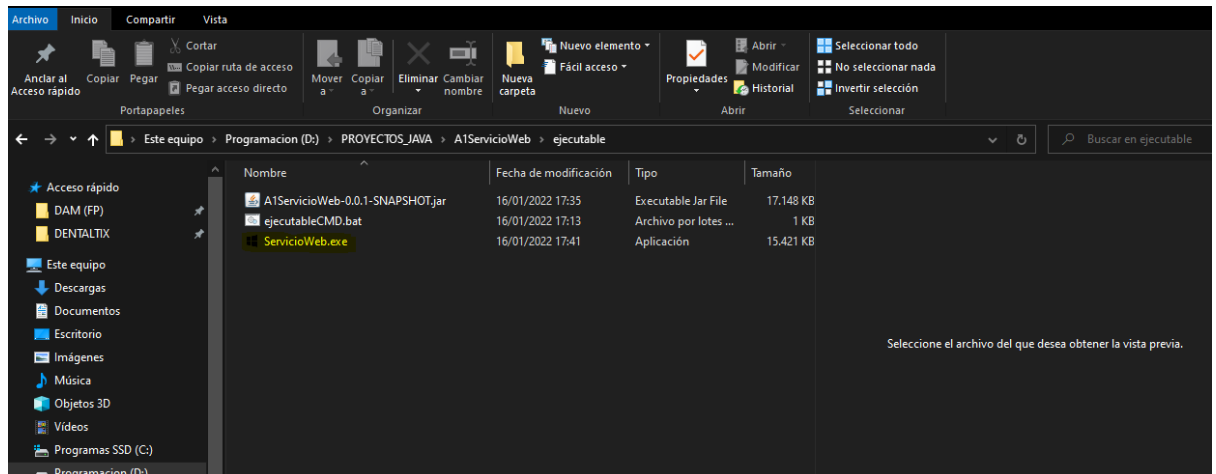 Archivo Inicio Compartir Vista
Anclar al Acceso rápido
Copiar
Pegar
Cortar
Copiar ruta de acceso
Pegar acceso directo
Portapapeles
Mover a
Copiar a
Eliminar
Cambiar nombre
Organizar
Nueva carpeta
Nuevo elemento
Fácil acceso
Nuevo
Propiedades
Abrir
Modificar
Historial
Abrir
Seleccionar todo
No seleccionar nada
Invertir selección
Seleccionar
Este equipo > Programacion (D:) > PROYECTOS_JAVA > A1ServicioWeb > ejecutable
Buscar en ejecutable
Acceso rápido
DAM (FP)
DENTALTIX
Este equipo
Descargas
Documentos
Escritorio
Imágenes
Música
Objetos 3D
Vídeos
Programas SSD (C:)
Programacion (D:)
Nombre Fecha de modificación Tipo Tamaño
A1ServicioWeb-0.0.1-SNAPSHOT.jar 16/01/2022 17:35 Executable Jar File 17.148 KB
ejecutableCMD.bat 16/01/2022 17:13 Archivo por lotes ... 1 KB
ServicioWeb.exe 16/01/2022 17:41 Aplicación 15.421 KB
Seleccione el archivo del que desea obtener la vista previa.